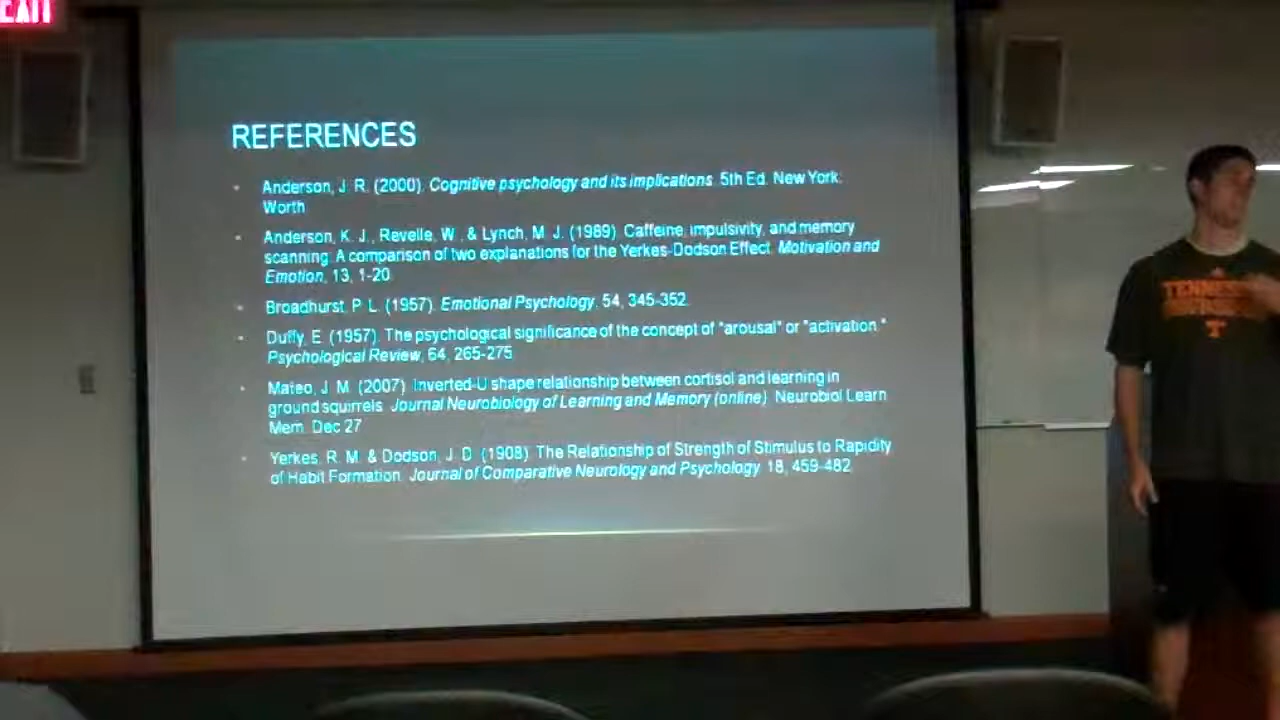 EXIT
REFERENCES
Anderson, J. R. (2000). Cognitive psychology and its implications. 5th Ed. New York:
Worth.
Anderson, K. J., Revelle, W., & Lynch, M. J. (1989). Caffeine, impulsivity, and memory
scanning: A comparison of two explanations for the Yerkes-Dodson Effect. Motivation and
Emotion, 13, 1-20.
Broadhurst, P. L. (1957). Emotional Psychology. 54, 345-352.
Duffy, E. (1957). The psychological significance of the concept of "arousal" or "activation."
Psychological Review, 64, 265-275
Mateo, J. M. (2007). Inverted-U shape relationship between cortisol and learning in
ground squirrels. Journal Neurobiology of Learning and Memory (online). Neurobiol Learn
Mem. Dec 27
Yerkes, R. M. & Dodson, J. D. (1908). The Relationship of Strength of Stimulus to Rapidity
of Habit Formation. Journal of Comparative Neurology and Psychology. 18, 459-482.
T